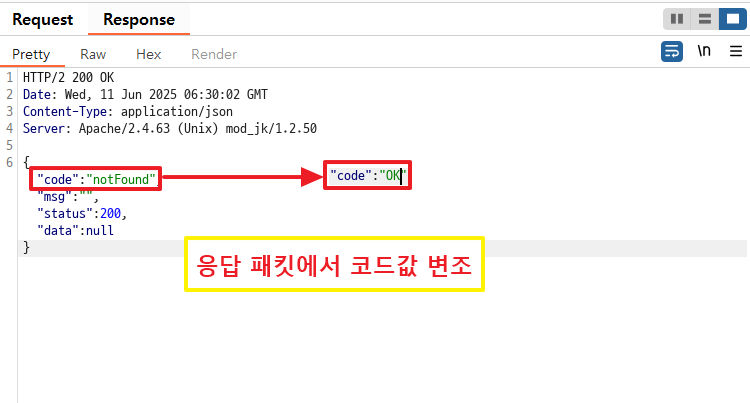 Request Response
Pretty Raw Hex Render \n
1 HTTP/2 200 OK
2 Date: Wed, 11 Jun 2025 06:30:02 GMT
3 Content-Type: application/json
4 Server: Apache/2.4.63 (Unix) mod_jk/1.2.50
5
6 {
"code":"notFound" "code":"OK"
"msg":"",
"status":200,
"data":null
}
응답 패킷에서 코드값 변조